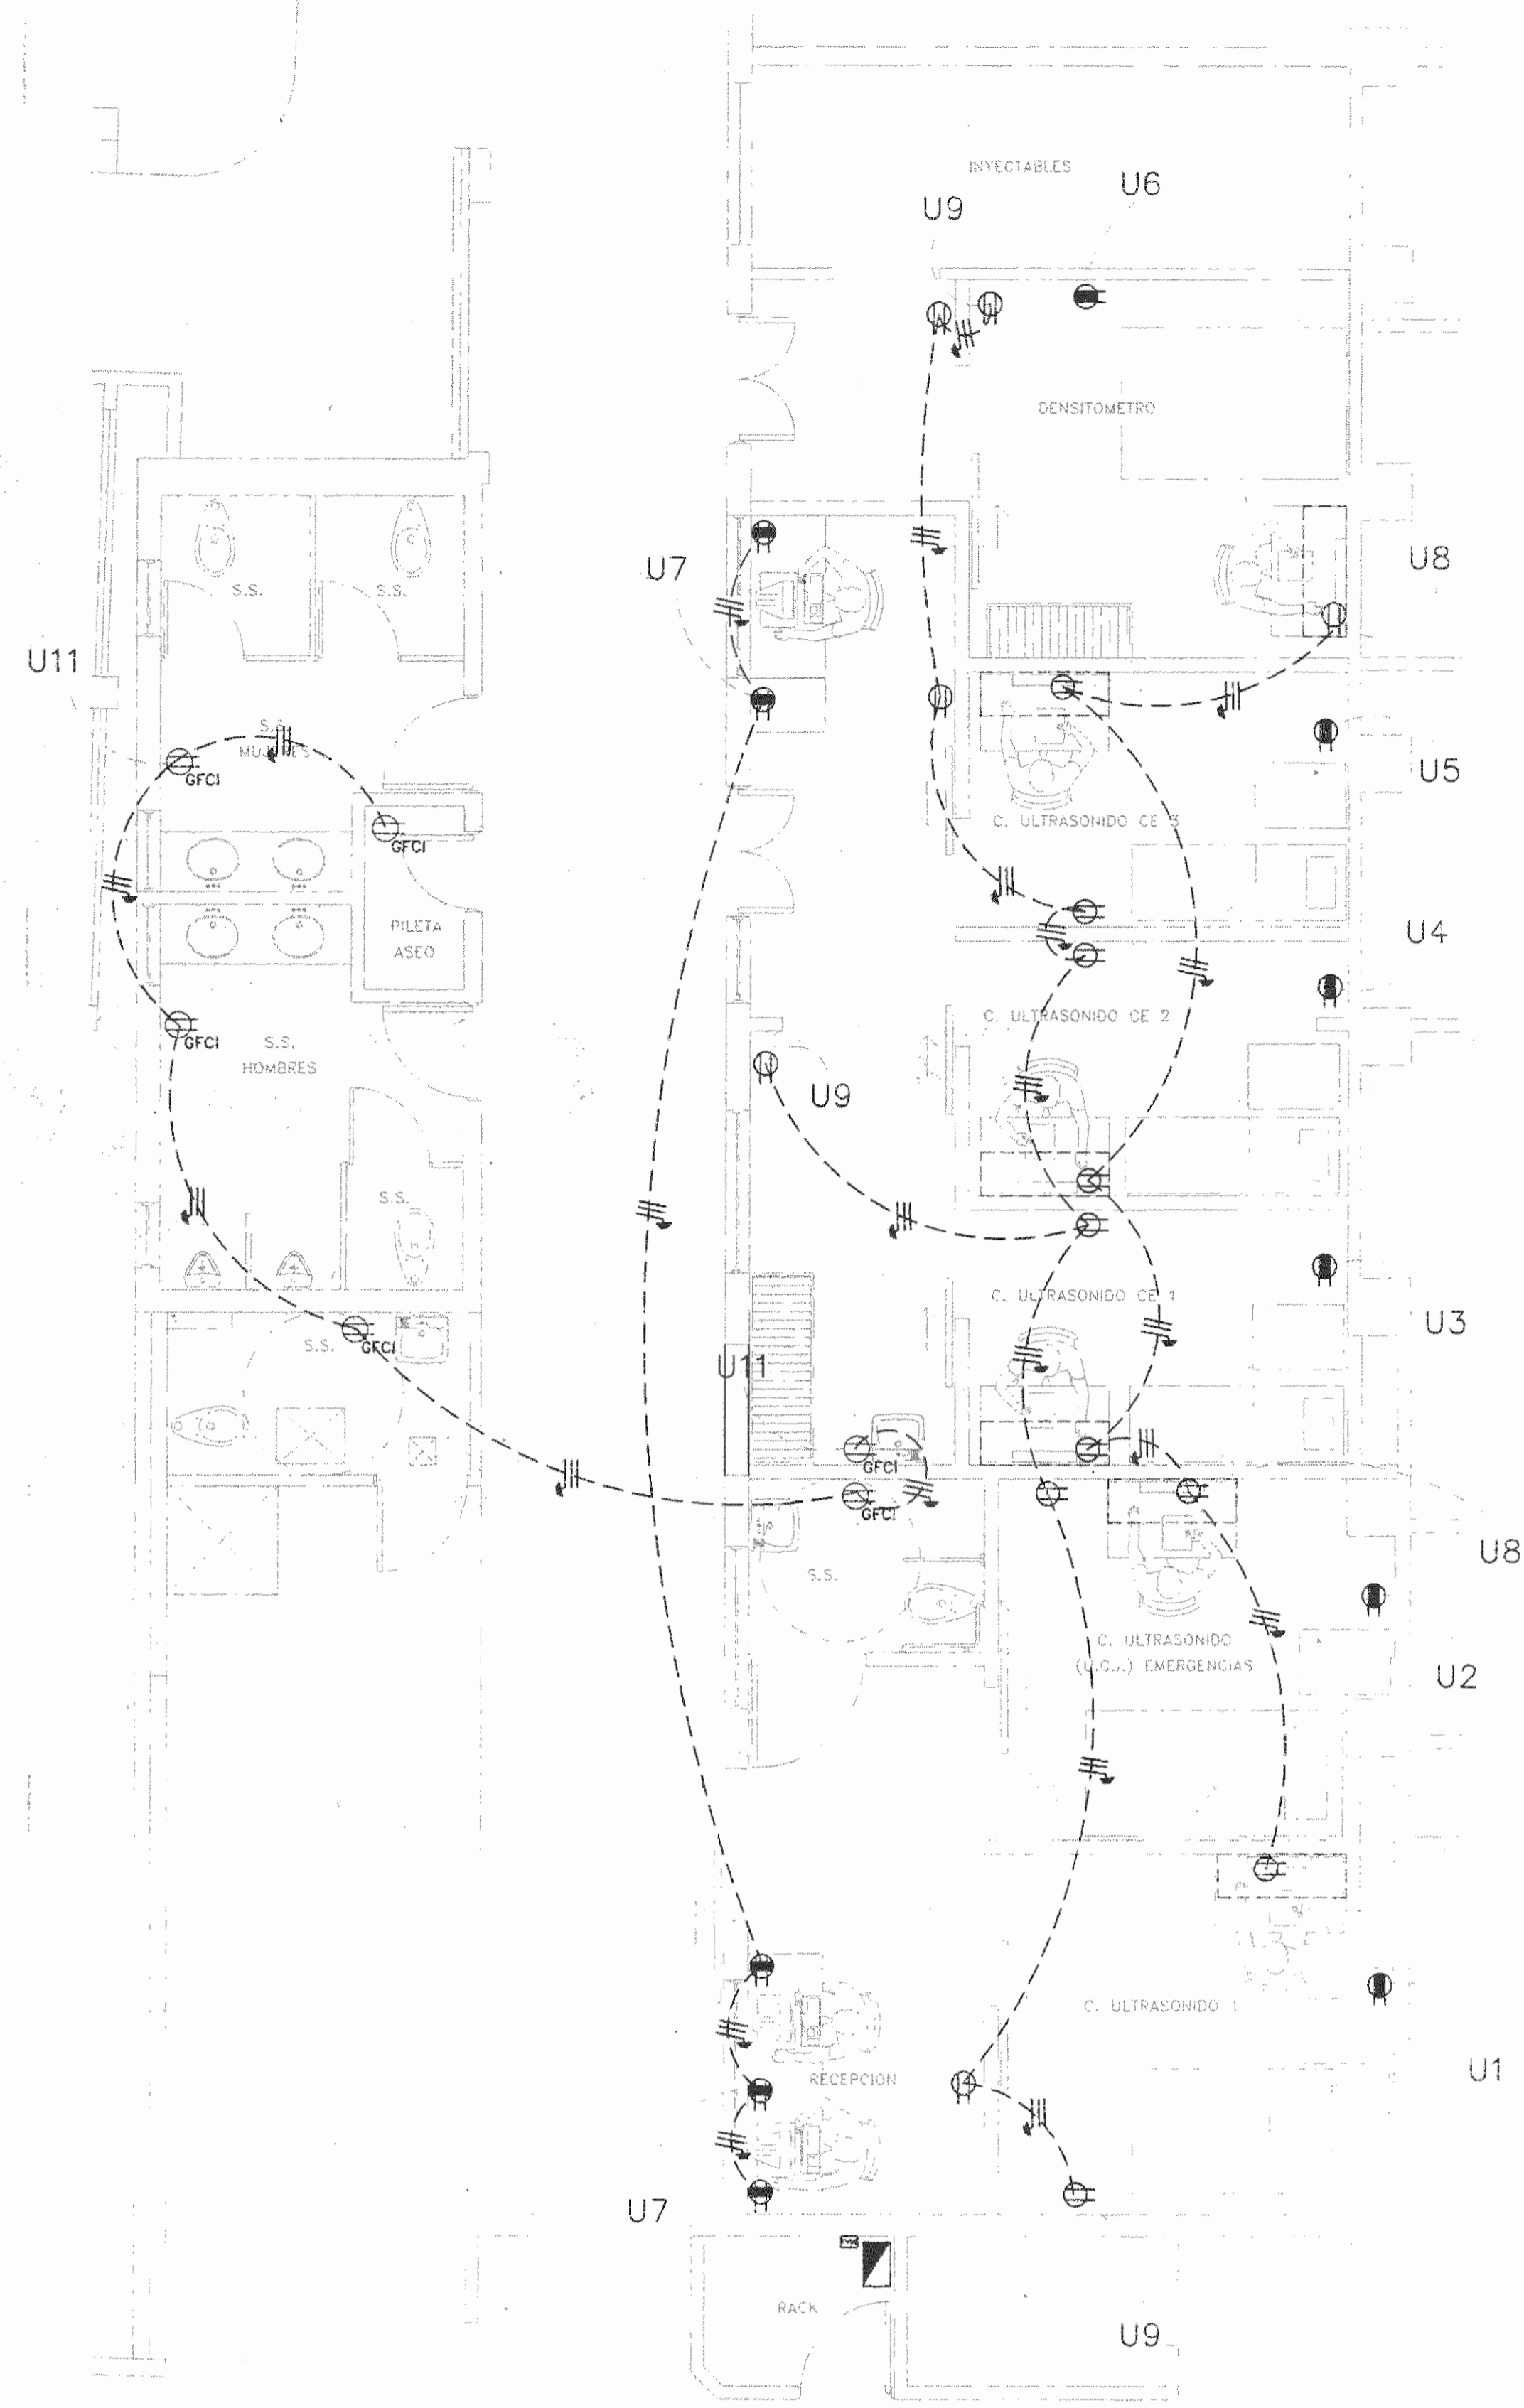 INYECTABLES
U6
U9
DENSITOMETRO
U7
U8
S.S.
S.S.
U11
S.S.
MUJERES
GFCI
U5
C. ULTRASONIDO CE 3
GFCI
PILETA
ASEO
U4
C. ULTRASONIDO CE 2
GFCI
S.S.
HOMBRES
U9
S.S.
C. ULTRASONIDO CE 1
U3
S.S.
GFCI
U11
GFCI
GFCI
U8
S.S.
C. ULTRASONIDO
EMERGENCIAS
U2
C. ULTRASONIDO 1
U1
RECEPCION
U7
RACK
U9